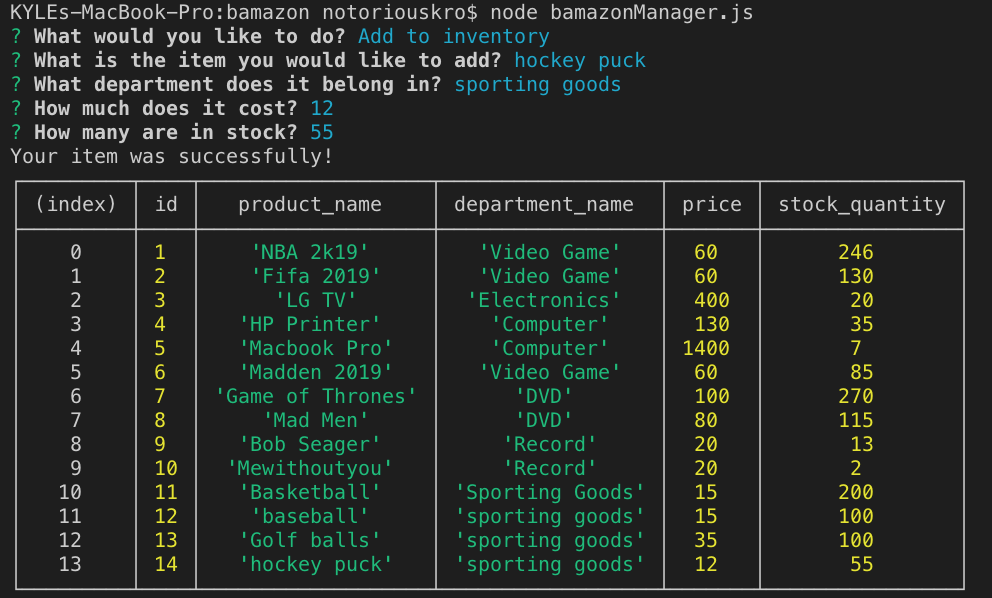 KYLEs-MacBook-Pro:bamazon notoriouskro$ node bamazonManager.js
? What would you like to do? Add to inventory
? What is the item you would like to add? hockey puck
? What department does it belong in? sporting goods
? How much does it cost? 12
? How many are in stock? 55
Your item was successfully!
(index) id product_name department_name price stock_quantity
0 1 'NBA 2k19' 'Video Game' 60 246
1 2 'Fifa 2019' 'Video Game' 60 130
2 3 'LG TV' 'Electronics' 400 20
3 4 'HP Printer' 'Computer' 130 35
4 5 'Macbook Pro' 'Computer' 1400 7
5 6 'Madden 2019' 'Video Game' 60 85
6 7 'Game of Thrones' 'DVD' 100 270
7 8 'Mad Men' 'DVD' 80 115
8 9 'Bob Seager' 'Record' 20 13
9 10 'Mewithoutyou' 'Record' 20 2
10 11 'Basketball' 'Sporting Goods' 15 200
11 12 'baseball' 'sporting goods' 15 100
12 13 'Golf balls' 'sporting goods' 35 100
13 14 'hockey puck' 'sporting goods' 12 55